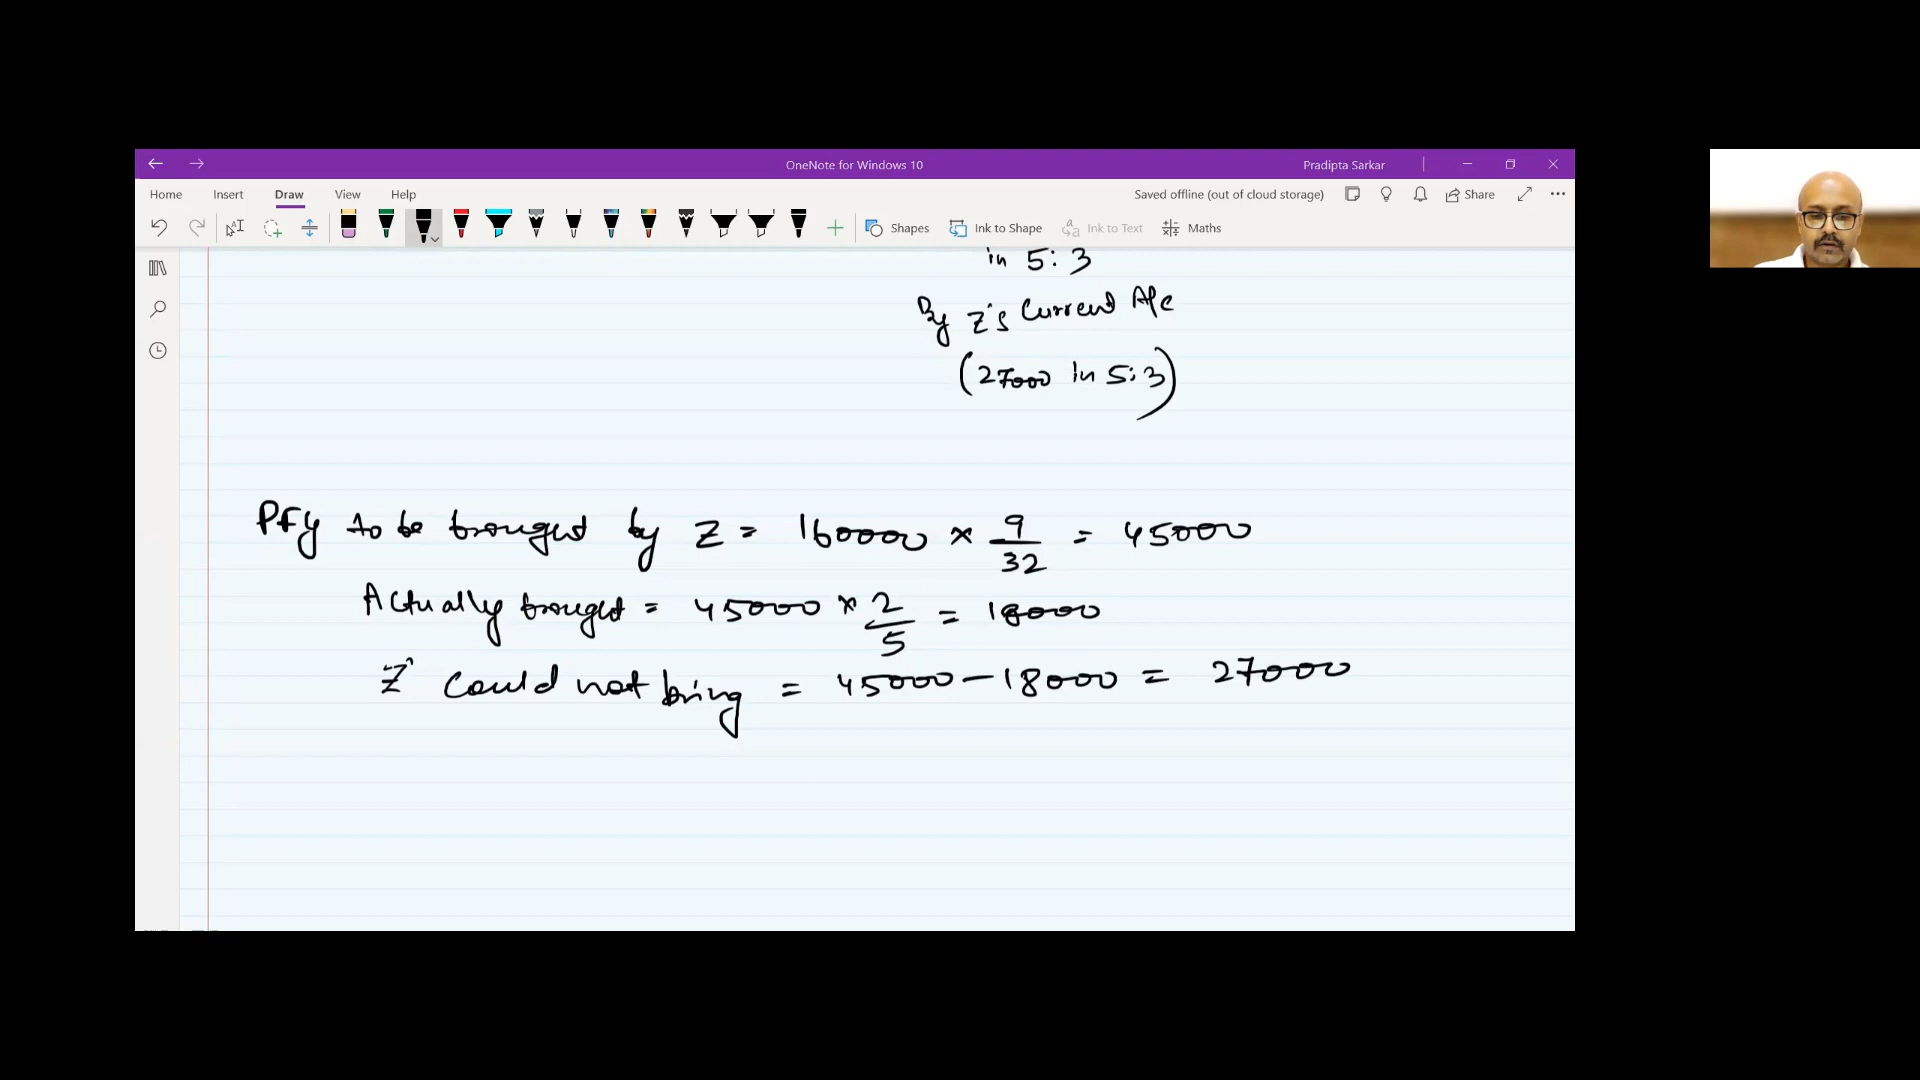 OneNote for Windows 10
Pradipta Sarkar
Home Insert Draw View Help
Saved offline (out of cloud storage)
Share
Shapes
Ink to Shape
Ink to Text
Maths
in 5:3
By Z's Current A/c
(27000 in 5:3)
to be brought by Z = 160000 × 9/32 = 45000
Actually brought = 45000 × 2/5 = 18000
Z could not bring = 45000 - 18000 = 27000